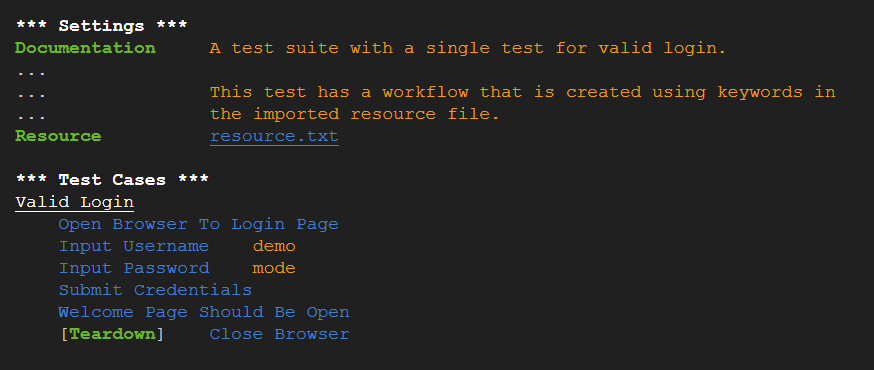 *** Settings ***
Documentation     A test suite with a single test for valid login.
...
...               This test has a workflow that is created using keywords in
...               the imported resource file.
Resource          resource.txt

*** Test Cases ***
Valid Login
    Open Browser To Login Page
    Input Username    demo
    Input Password    mode
    Submit Credentials
    Welcome Page Should Be Open
    [Teardown]    Close Browser